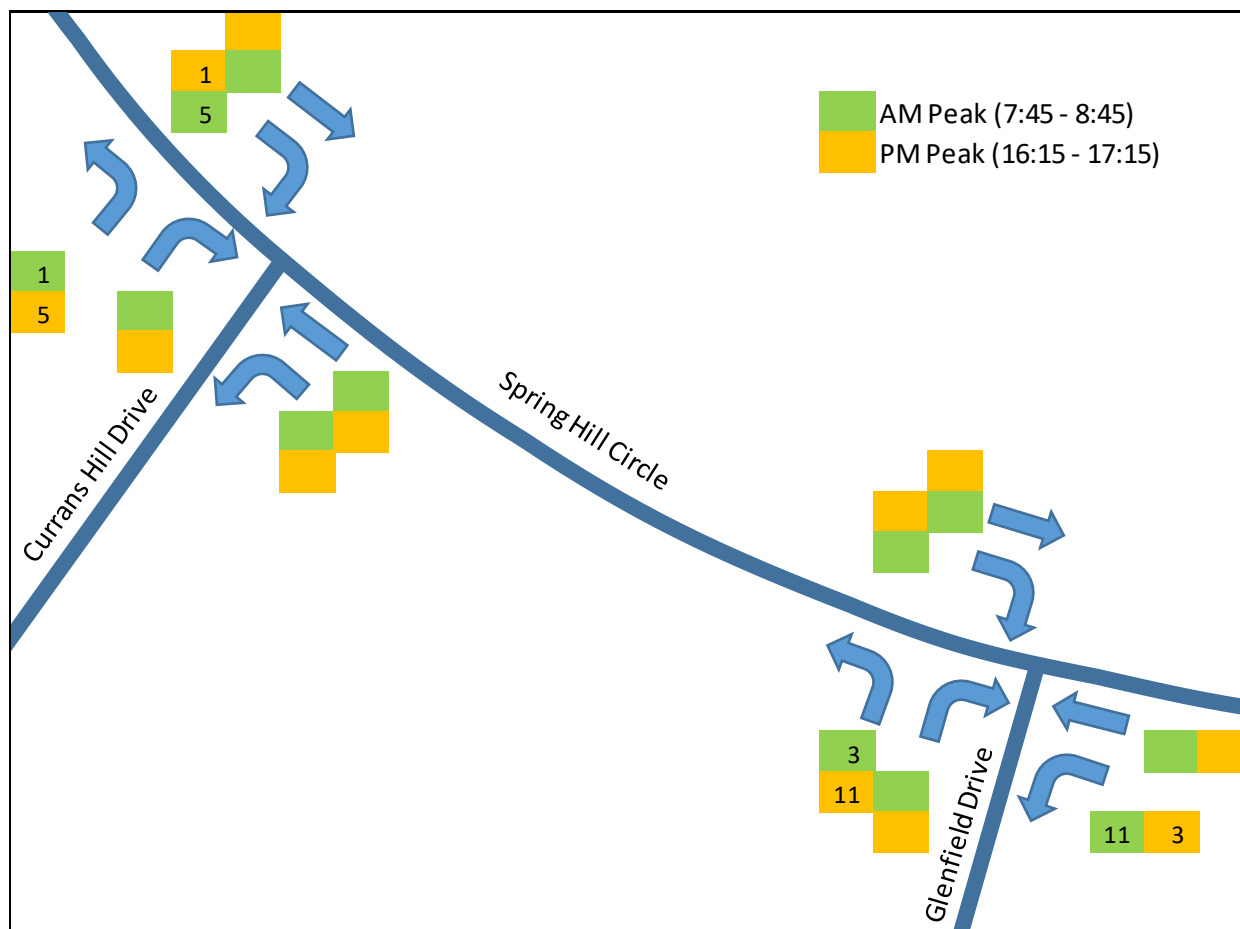 1
5
AM Peak (7:45 - 8:45)
PM Peak (16:15 - 17:15)
1
5
Currans Hill Drive
Spring Hill Circle
3
11
Glenfield Drive
11 3